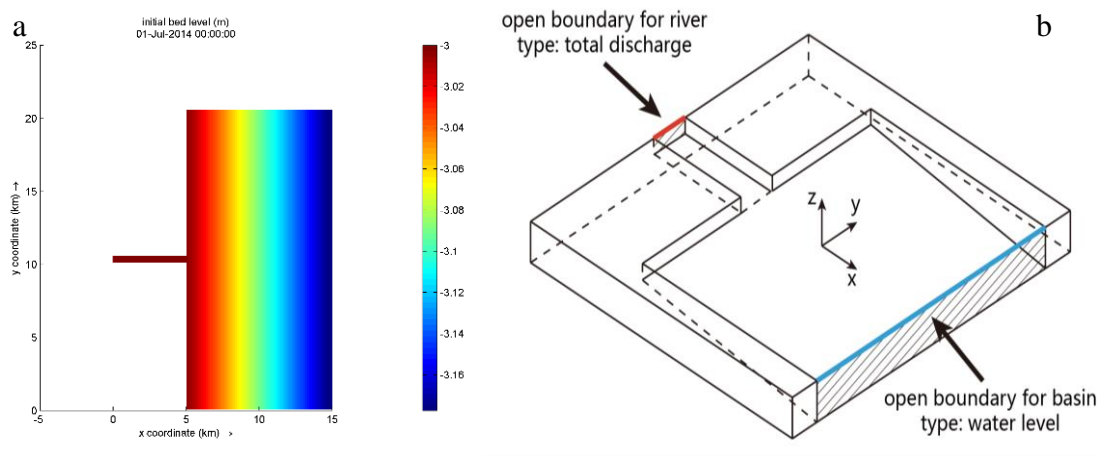 a
initial bed level (m)
01-Jul-2014 00:00:00
25
20
15
10
5
0
y coordinate (km) →
-5
0
5
10
15
x coordinate (km) →
-3
-3.02
-3.04
-3.06
-3.08
-3.1
-3.12
-3.14
-3.16
b
open boundary for river
type: total discharge
z
y
x
open boundary for basin
type: water level